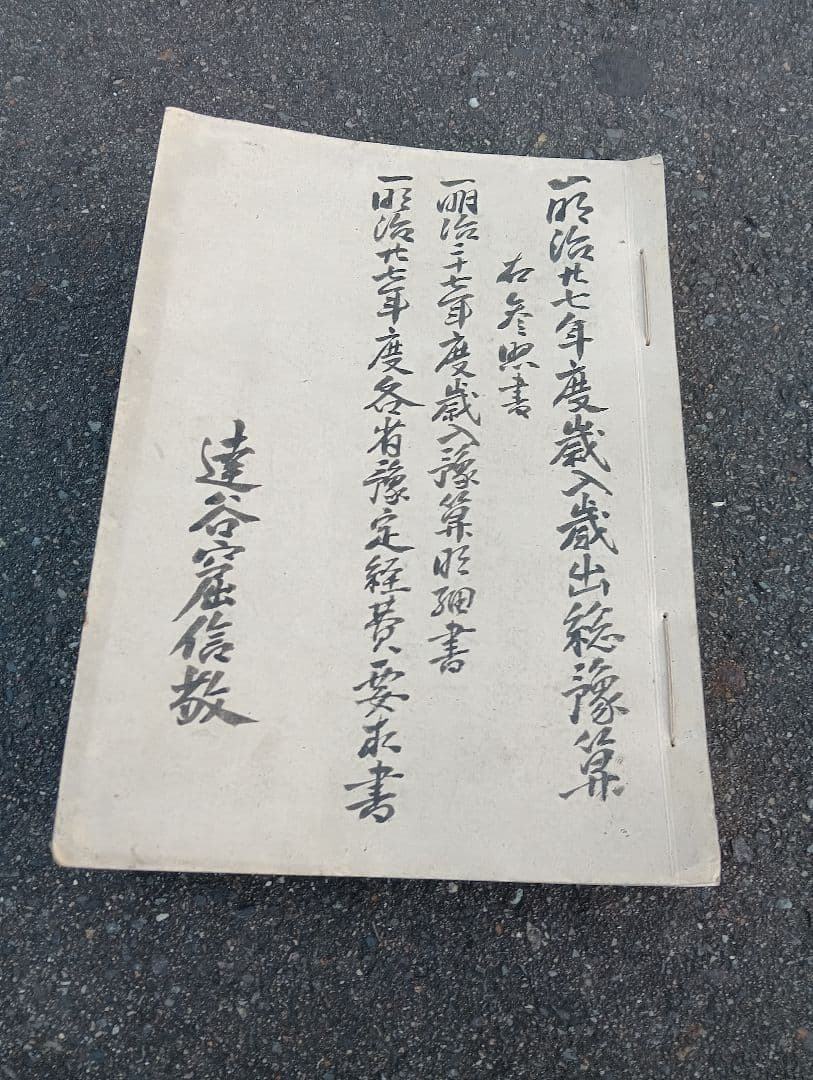 一明治廿七年度歳入歳出総豫算
右参照書
一明治二十七年度歳入豫算明細書
一明治廿七年度各省豫定経費要求書
達谷窟信敬